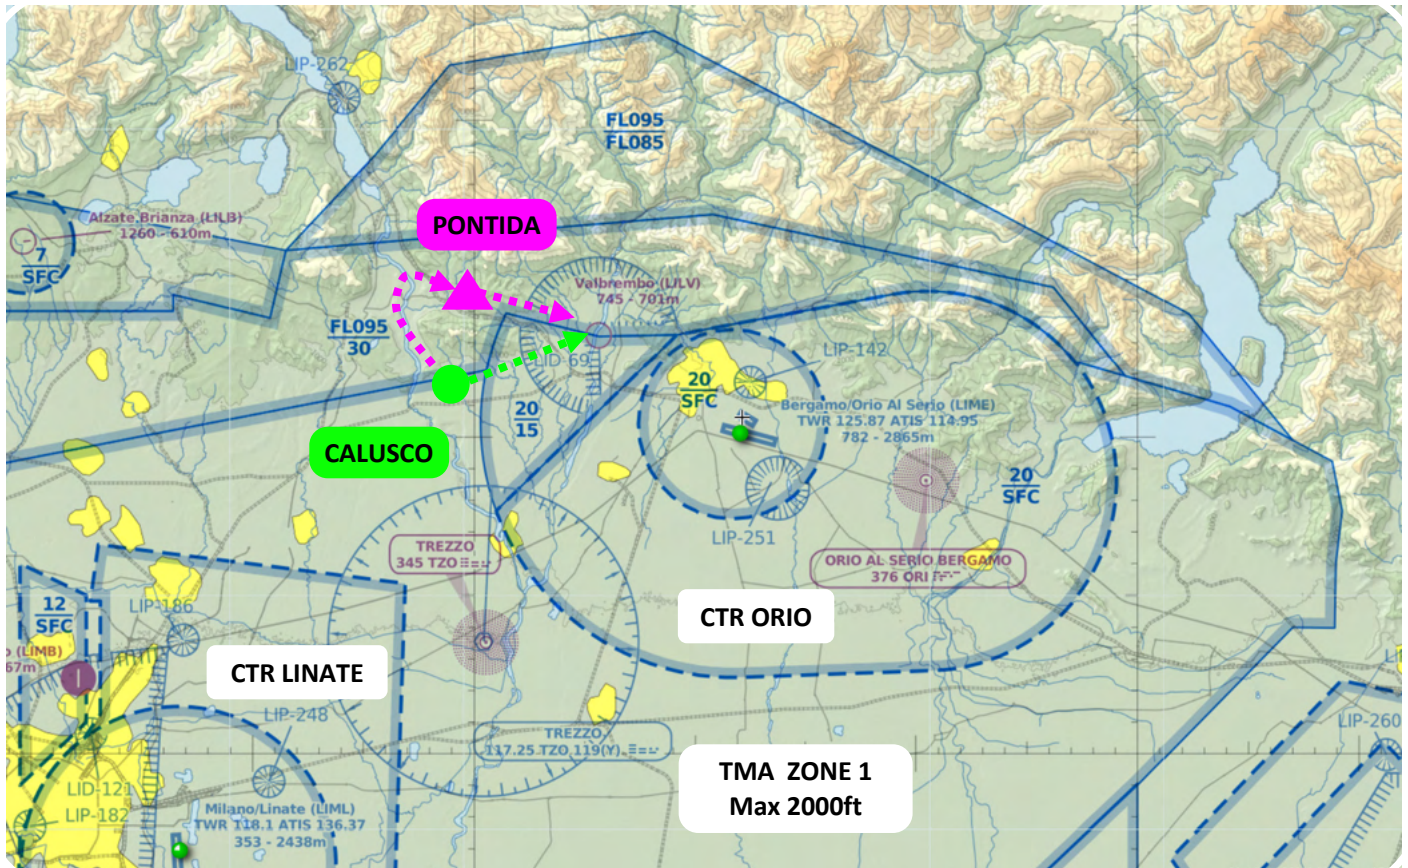 LIP-262
FL095
FL085
PONTIDA
Alzate Brianza (LILB)
1260 - 610m
7
SFC
Valbrembo (LILV)
745 - 701m
FL095
30
LID-69
LIP-142
20
SFC
20
15
Bergamo/Orio Al Serio (LIME)
TWR 125.87 ATIS 114.95
782 - 2865m
CALUSCO
20
SFC
LIP-251
TREZZO
345 TZO
ORIO AL SERIO BERGAMO
376 ORI
12
SFC
LIP-186
CTR ORIO
(LIMB)
67m
CTR LINATE
LIP-248
TREZZO
117.25 TZO 119(Y)
LIP-260
TMA ZONE 1
Max 2000ft
LID-121
LIP-182
Milano/Linate (LIML)
TWR 118.1 ATIS 136.37
353 - 2438m